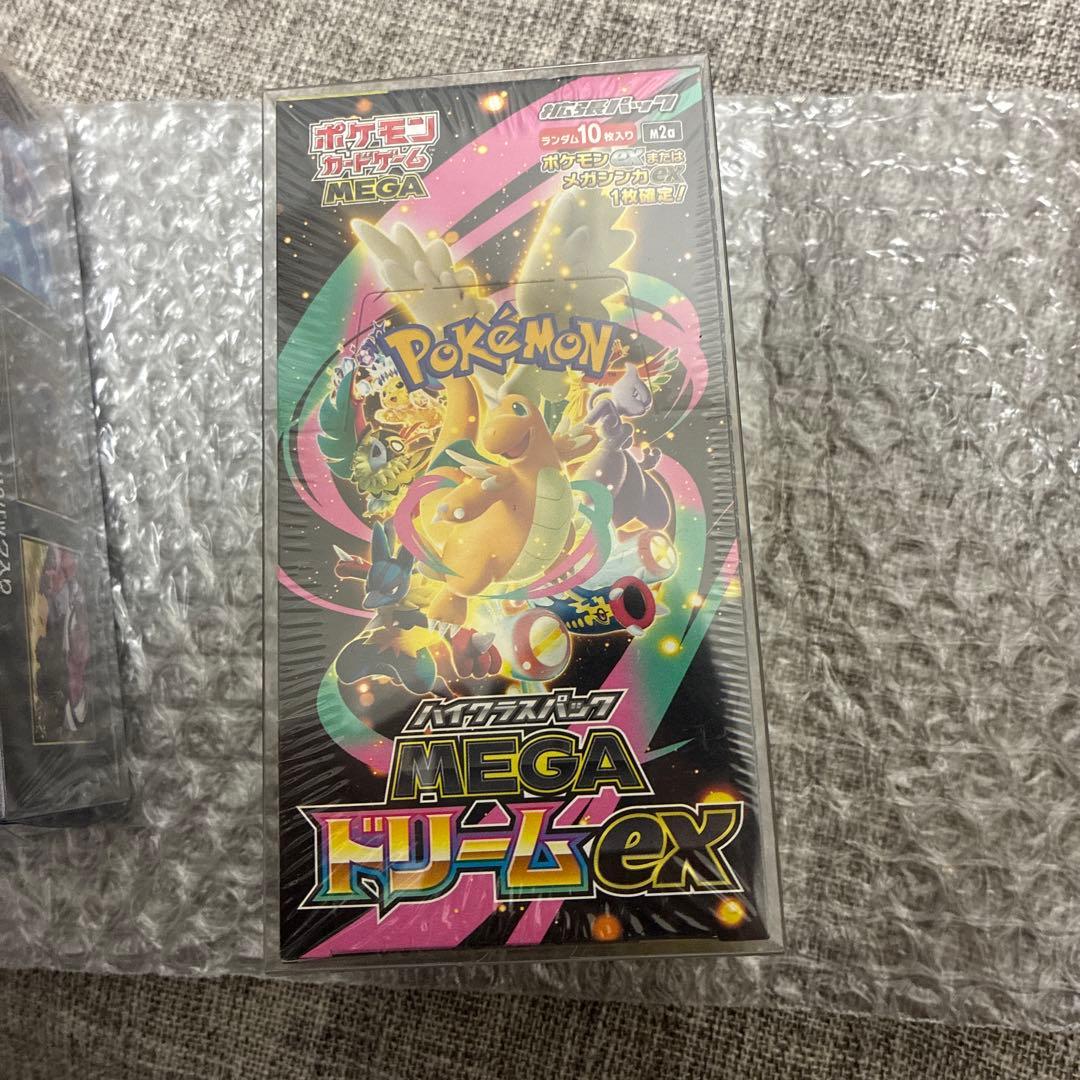 ポケモン
カードゲーム
MEGA
拡張パック
ランダム10枚入り M2a
ポケモンexまたは
メガシンカex
1枚確定!
POKÉMON
ハイクラスパック
MEGA
ドリームex